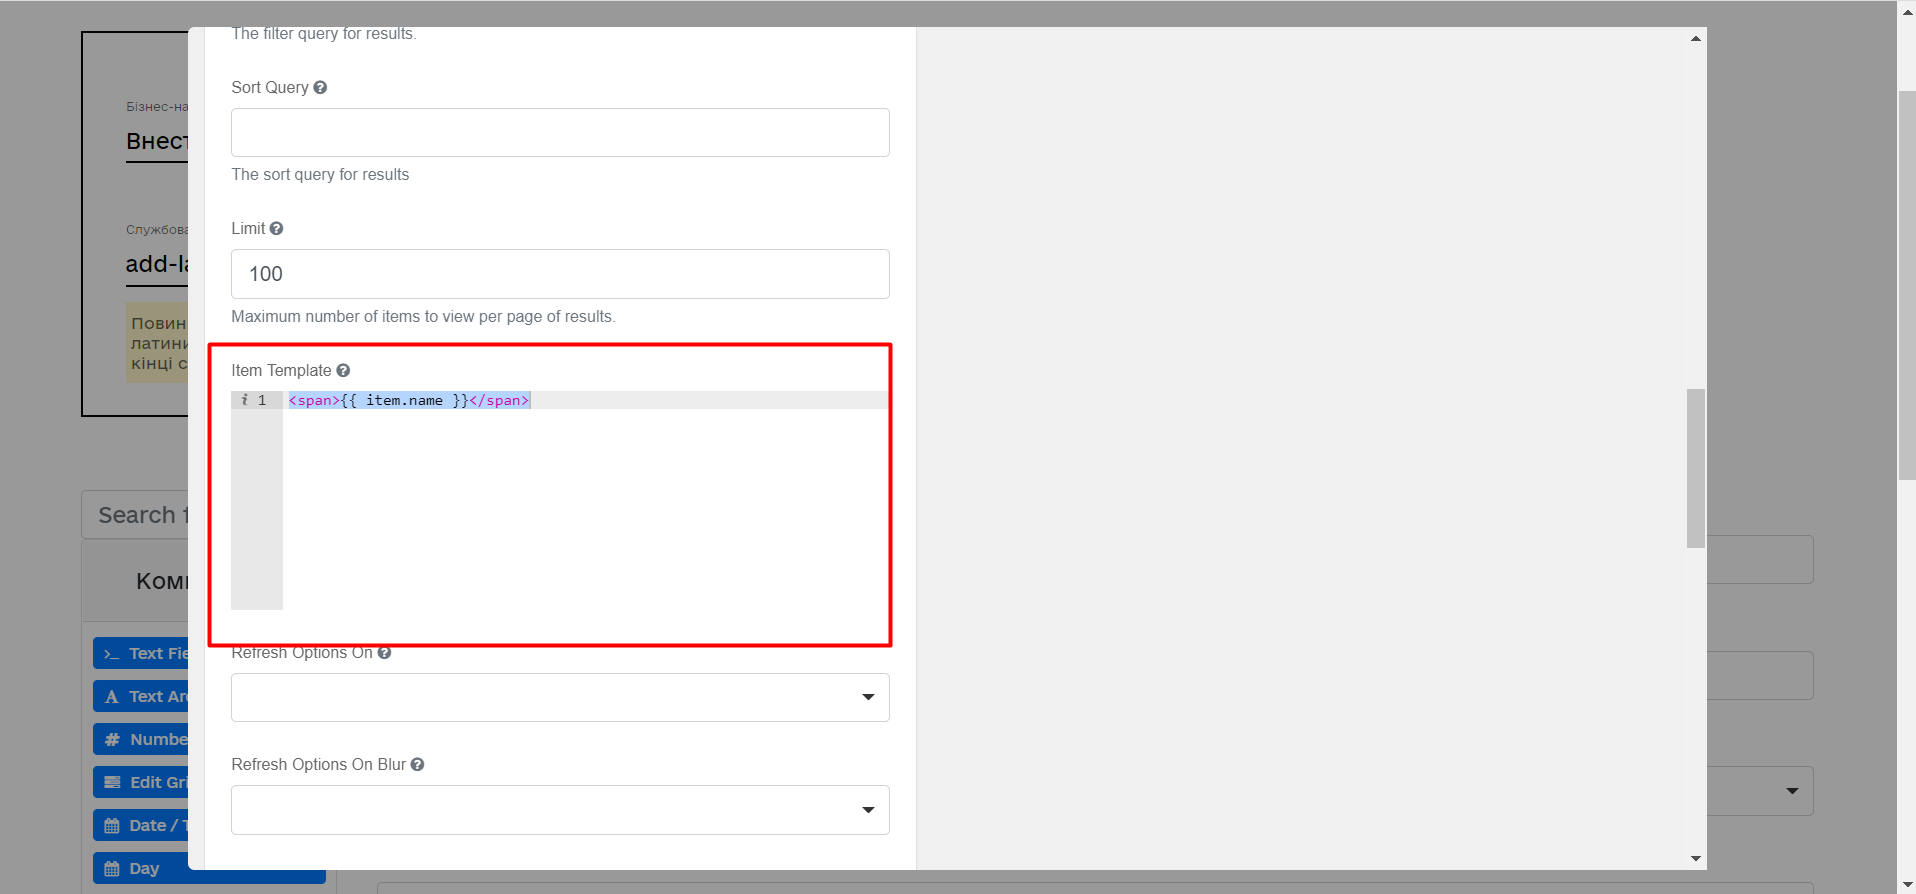 The filter query for results.
Sort Query
The sort query for results
Limit
100
Maximum number of items to view per page of results.
Item Template
i 1 <span>{{ item.name }}</span>
Refresh Options On
Refresh Options On Blur
Бізнес-на
Внест
Службова
add-la
Повин
латини
кінці с
Search f
Комп
Text Fie
Text Are
Numbe
Edit Gri
Date / T
Day